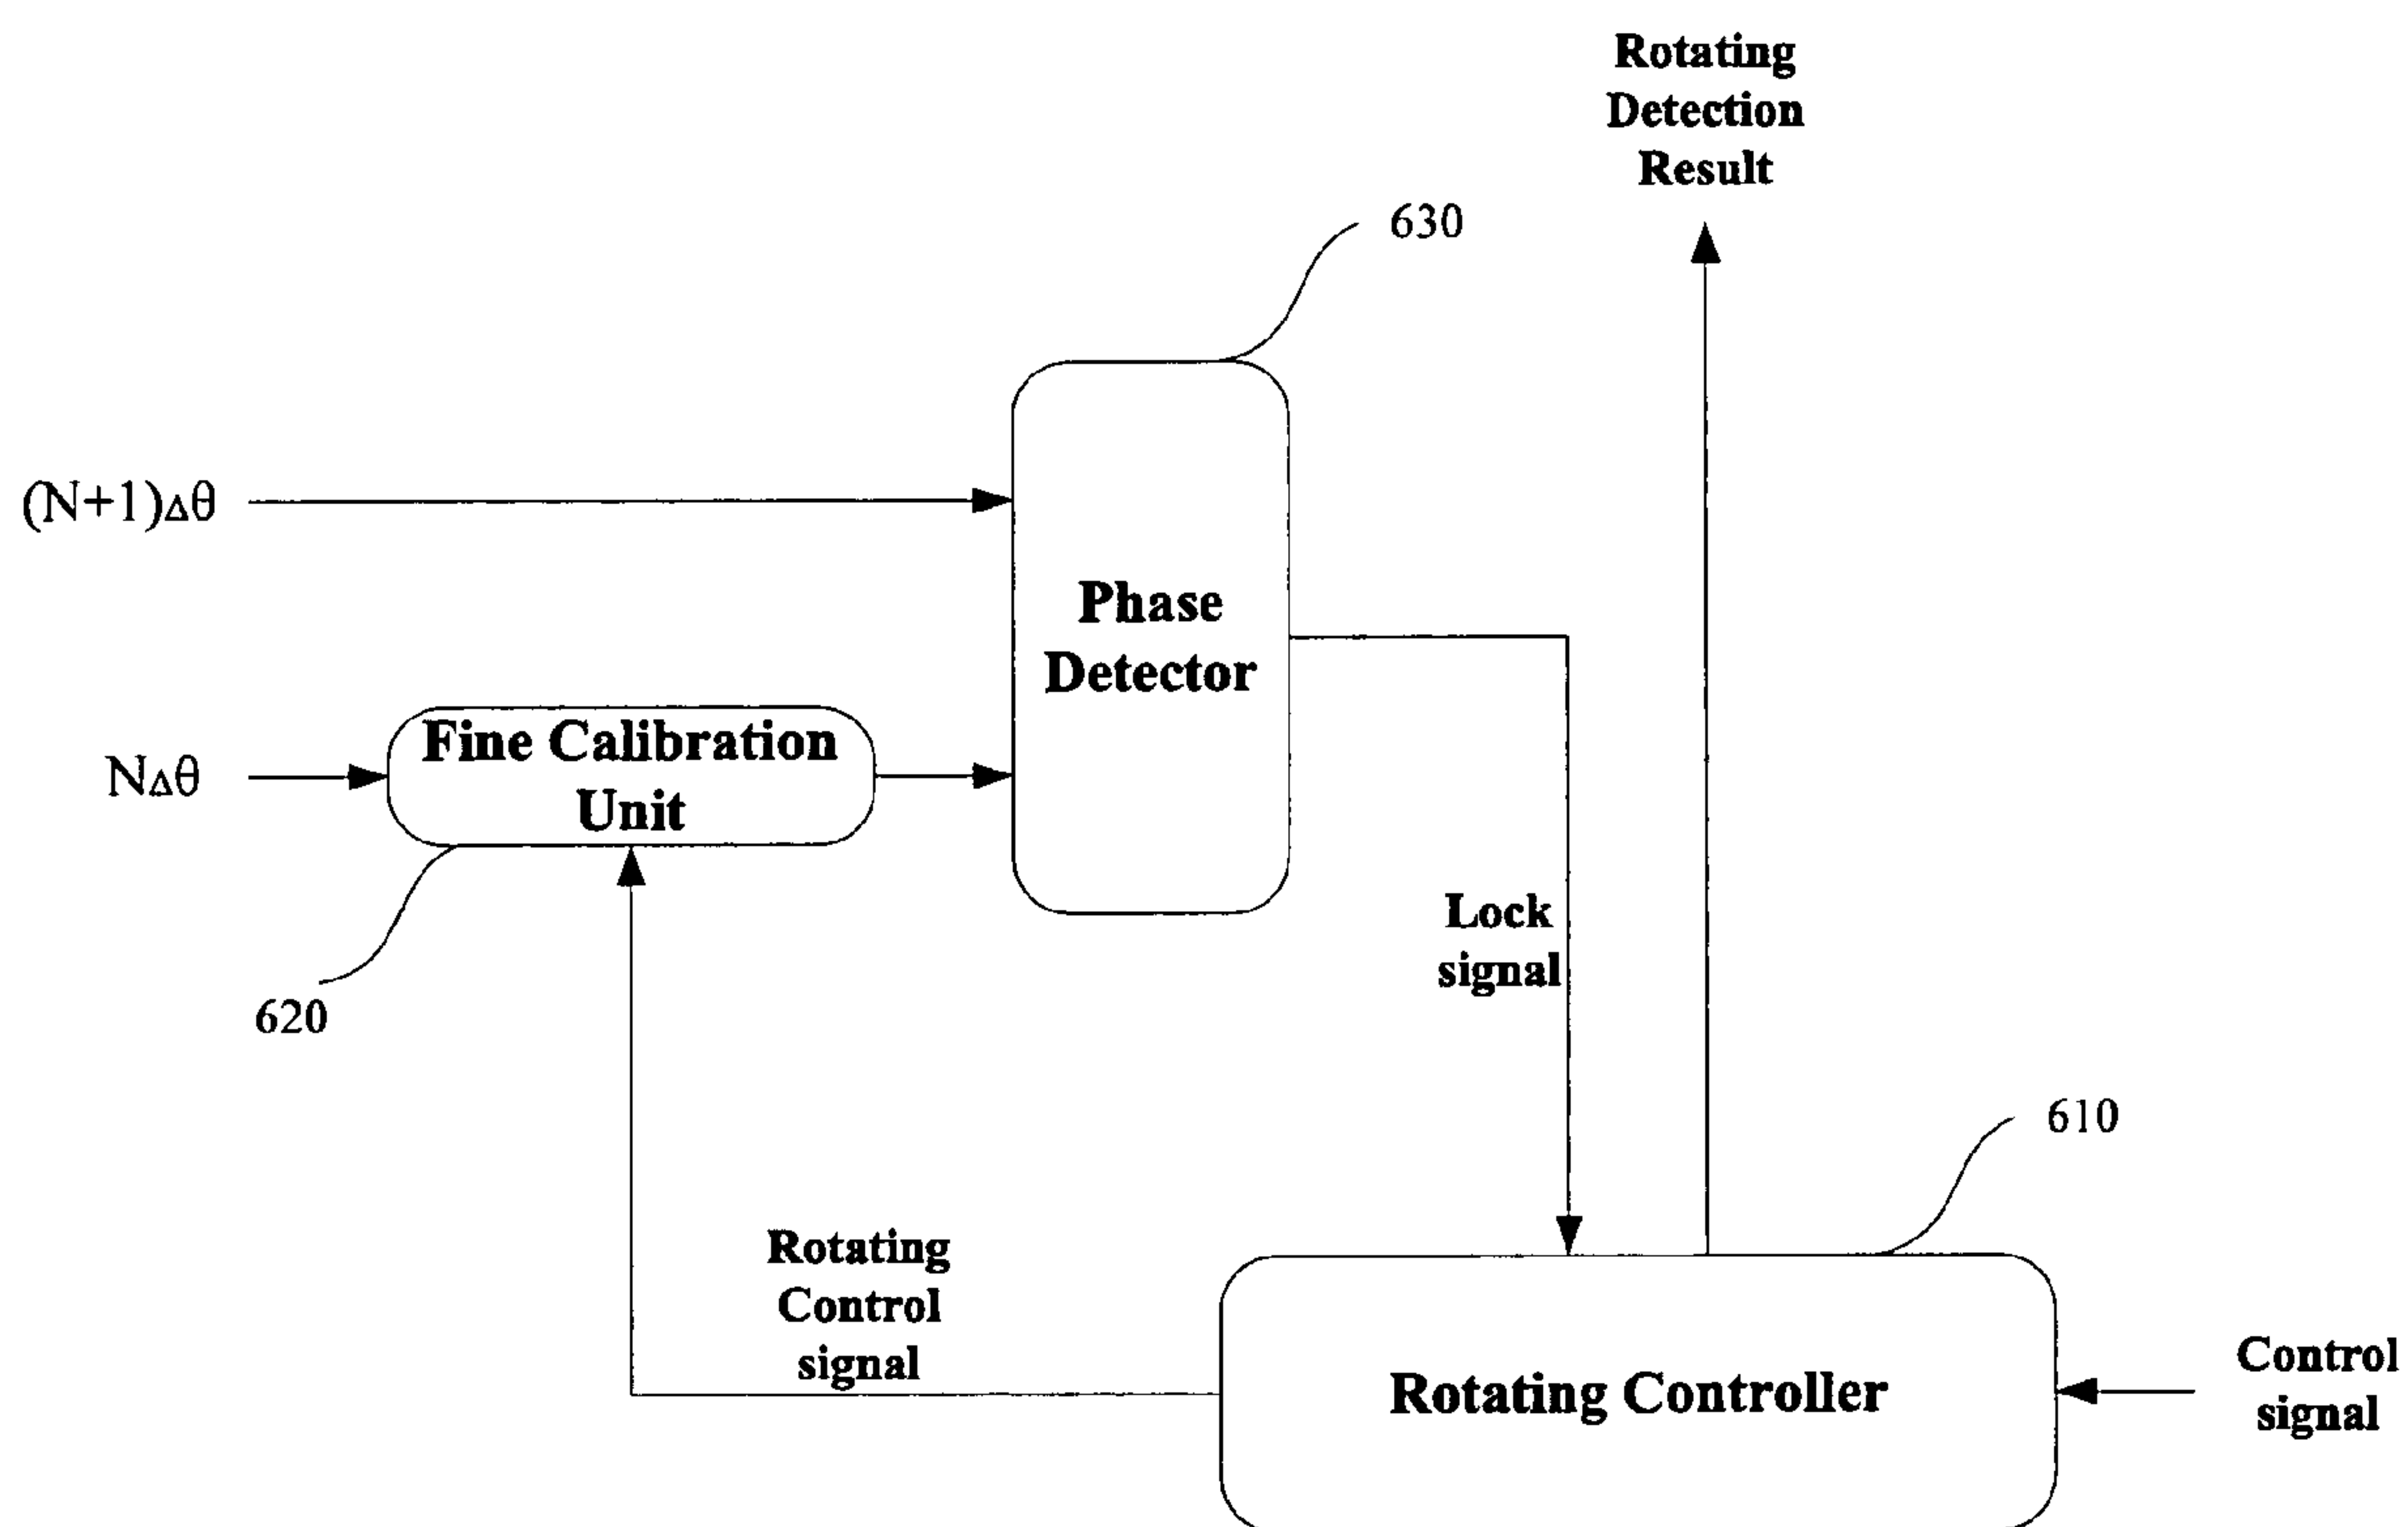 Rotating
Detection
Result
630
(N+1)Δθ
Phase
Detector
Fine Calibration
Unit
NΔθ
Lock
signal
620
610
Rotating
Control
signal
Rotating Controller
Control
signal